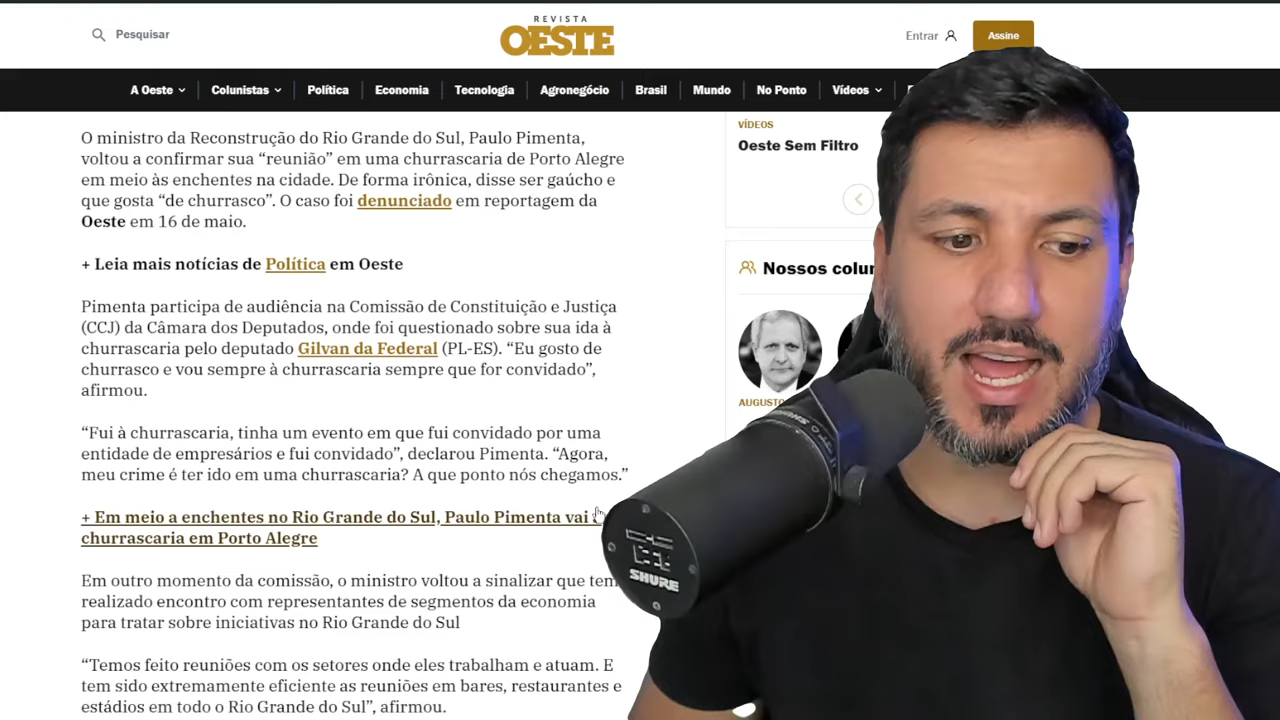 Pesquisar
REVISTA
OESTE
Entrar
Assine
A Oeste
Colunistas
Política
Economia
Tecnologia
Agronegócio
Brasil
Mundo
No Ponto
Vídeos
O ministro da Reconstrução do Rio Grande do Sul, Paulo Pimenta,
voltou a confirmar sua “reunião” em uma churrascaria de Porto Alegre
em meio às enchentes na cidade. De forma irônica, disse ser gaúcho e
que gosta “de churrasco”. O caso foi denunciado em reportagem da
Oeste em 16 de maio.
+ Leia mais notícias de Política em Oeste
Pimenta participa de audiência na Comissão de Constituição e Justiça
(CCJ) da Câmara dos Deputados, onde foi questionado sobre sua ida à
churrascaria pelo deputado Gilvan da Federal (PL-ES). “Eu gosto de
churrasco e vou sempre à churrascaria sempre que for convidado”,
afirmou.
“Fui à churrascaria, tinha um evento em que fui convidado por uma
entidade de empresários e fui convidado”, declarou Pimenta. “Agora,
meu crime é ter ido em uma churrascaria? A que ponto nós chegamos.”
+ Em meio a enchentes no Rio Grande do Sul, Paulo Pimenta vai
churrascaria em Porto Alegre
Em outro momento da comissão, o ministro voltou a sinalizar que tem
realizado encontro com representantes de segmentos da economia
para tratar sobre iniciativas no Rio Grande do Sul
“Temos feito reuniões com os setores onde eles trabalham e atuam. E
tem sido extremamente eficiente as reuniões em bares, restaurantes e
estádios em todo o Rio Grande do Sul”, afirmou.
VÍDEOS
Oeste Sem Filtro
Nossos colu
AUGUSTO
SHURE